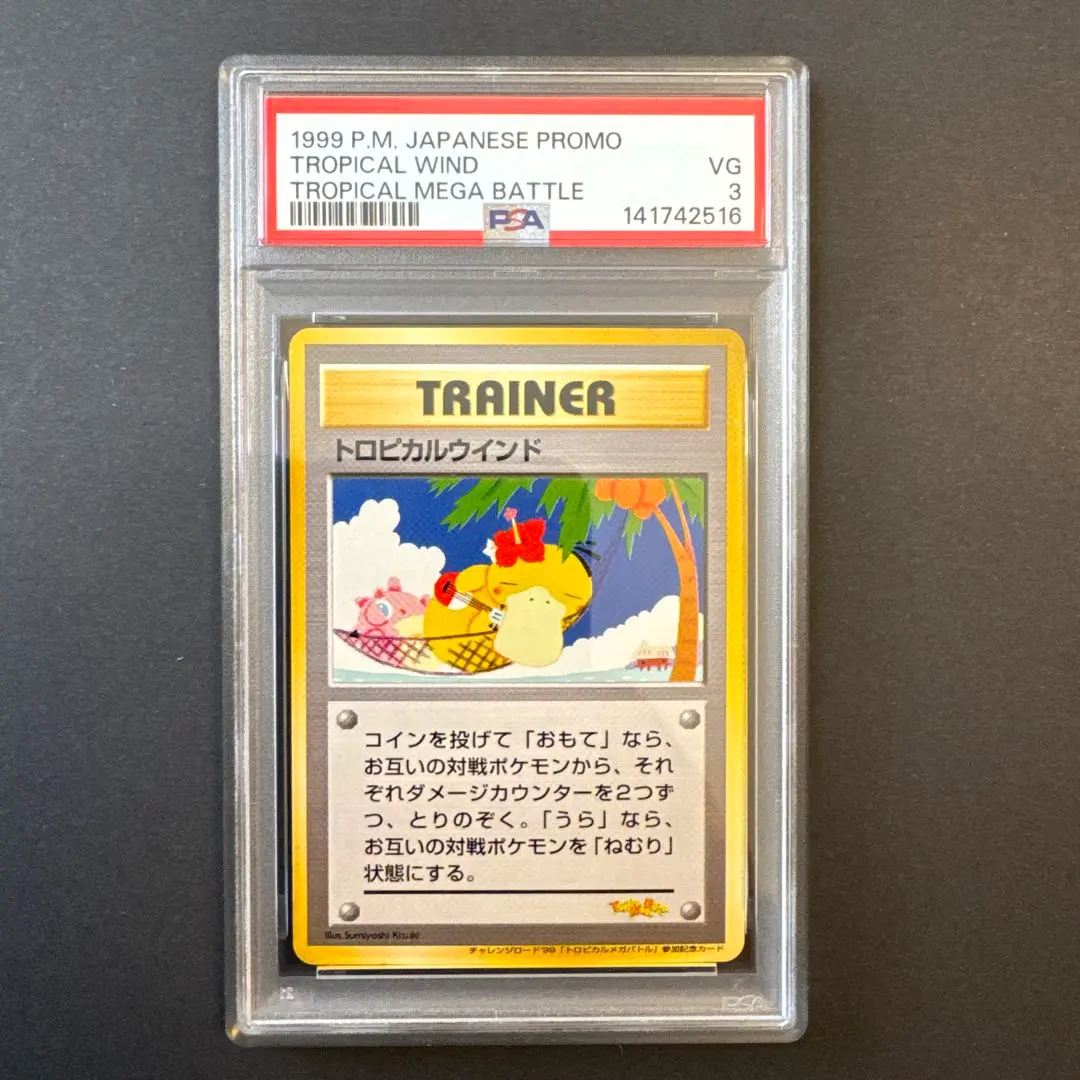 1999 P.M. JAPANESE PROMO
TROPICAL WIND VG
TROPICAL MEGA BATTLE 3
PSA 141742516
TRAINER
トロピカルウインド
コインを投げて「おもて」なら、
お互いの対戦ポケモンから、それ
ぞれダメージカウンターを2つず
つ、とりのぞく。「うら」なら、
お互いの対戦ポケモンを「ねむり」
状態にする。
Illus. Sumiyoshi Kizuki
チャレンジロード'99「トロピカルメガバトル」参加記念カード
PSA